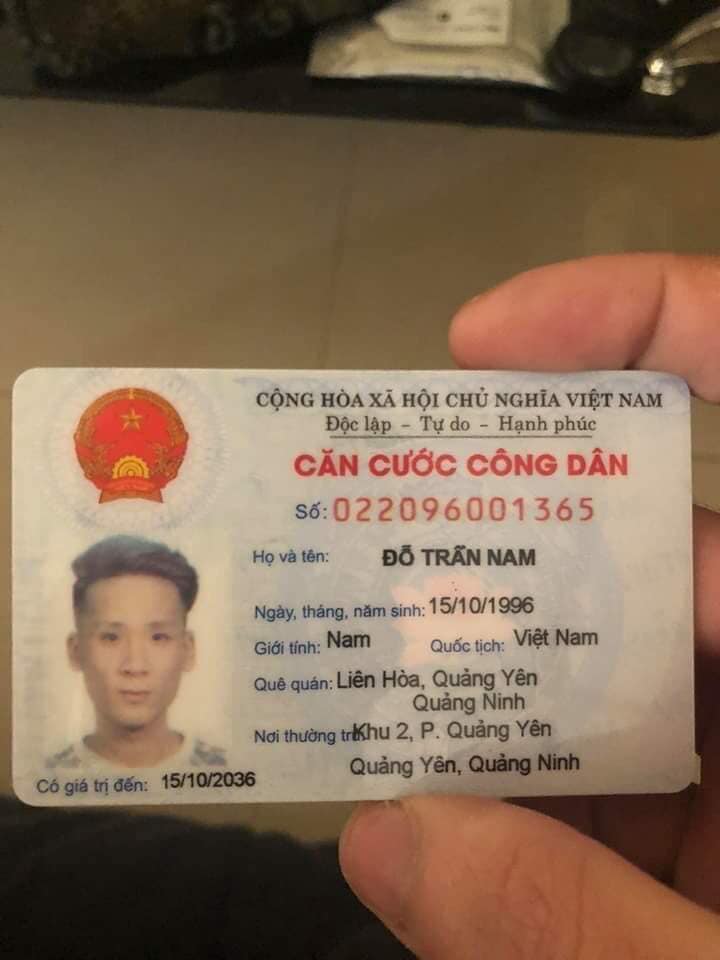 CỘNG HÒA XÃ HỘI CHỦ NGHĨA VIỆT NAM
Độc lập - Tự do - Hạnh phúc
CĂN CƯỚC CÔNG DÂN
Số: 022096001365
Họ và tên: ĐỖ TRẦN NAM
Ngày, tháng, năm sinh: 15/10/1996
Giới tính: Nam Quốc tịch: Việt Nam
Quê quán: Liên Hòa, Quảng Yên
Quảng Ninh
Nơi thường trú: Khu 2, P. Quảng Yên
Quảng Yên, Quảng Ninh
Có giá trị đến: 15/10/2036